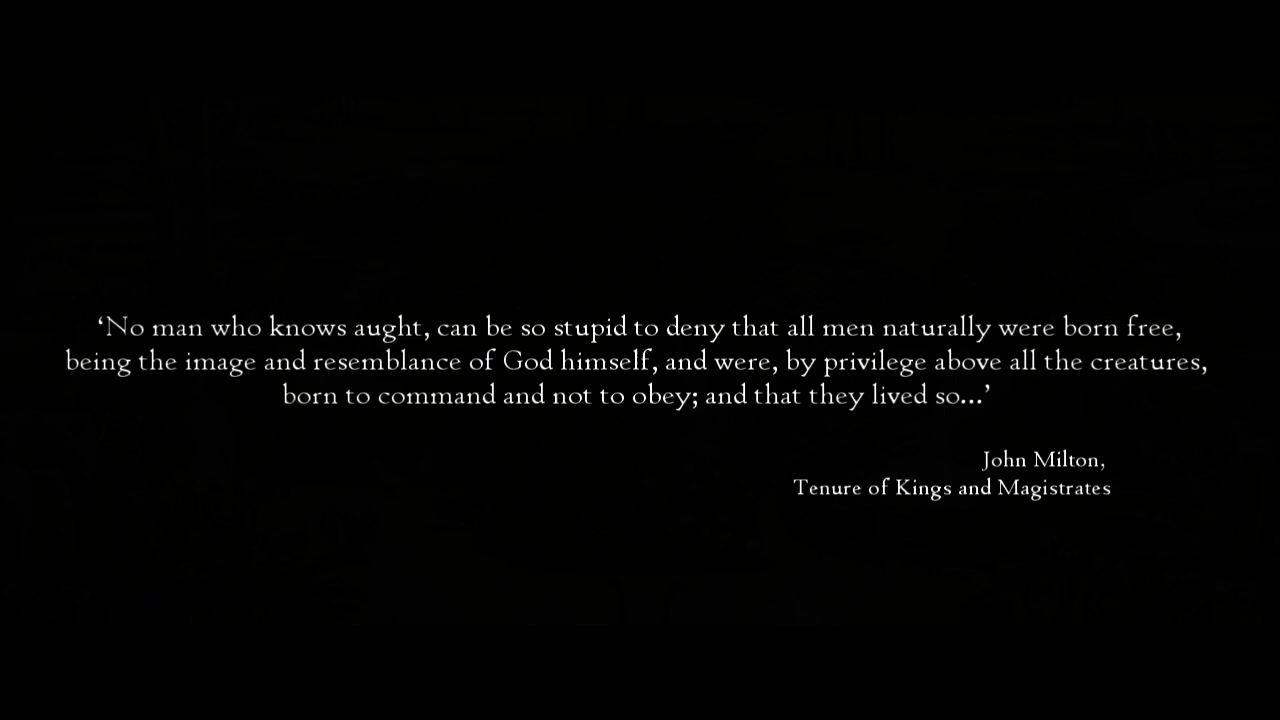 ‘No man who knows aught, can be so stupid to deny that all men naturally were born free,
being the image and resemblance of God himself, and were, by privilege above all the creatures,
born to command and not to obey; and that they lived so...’
John Milton,
Tenure of Kings and Magistrates